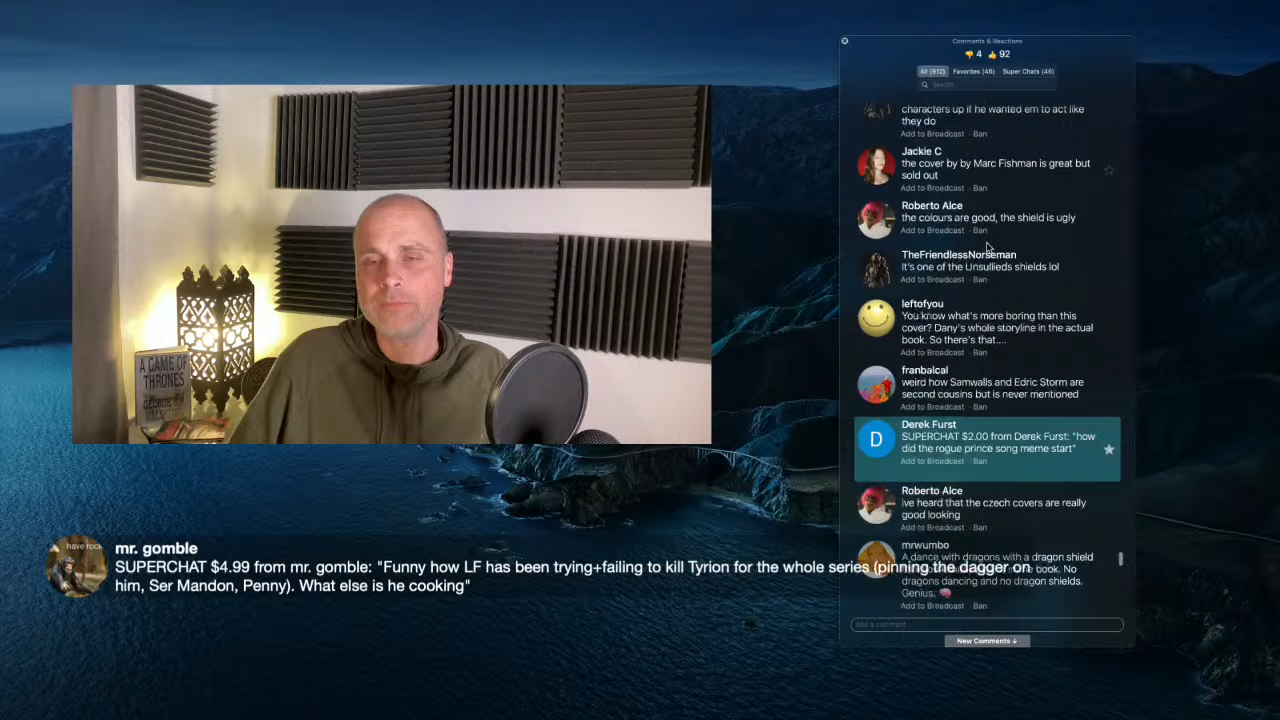 Comments & Reactions
4 92
All (912) Favorites (46) Super Chats (46)
Search
characters up if he wanted em to act like
they do
Add to Broadcast - Ban
Jackie C
the cover by by Marc Fishman is great but
sold out
Add to Broadcast - Ban
Roberto Alce
the colours are good, the shield is ugly
Add to Broadcast - Ban
TheFriendlessNorseman
It's one of the Unsullieds shields lol
Add to Broadcast - Ban
leftofyou
You know what's more boring than this
cover? Dany's whole storyline in the actual
book. So there's that....
Add to Broadcast - Ban
franbalcai
weird how Samwalls and Edric Storm are
second cousins but is never mentioned
Add to Broadcast - Ban
D
Derek Furst
SUPERCHAT $2.00 from Derek Furst: "how
did the rogue prince song meme start"
Add to Broadcast - Ban
Roberto Alce
ive heard that the czech covers are really
good looking
Add to Broadcast - Ban
mrwumbo
A dance with dragons with a dragon shield
book. No
dragons dancing and no dragon shields.
Genius.
Add to Broadcast - Ban
Add a comment
New Comments ↓
A GAME OF
THRONES
GEORGE R.R.
have rock
mr. gomble
SUPERCHAT $4.99 from mr. gomble: "Funny how LF has been trying+failing to kill Tyrion for the whole series (pinning the dagger on
him, Ser Mandon, Penny). What else is he cooking"